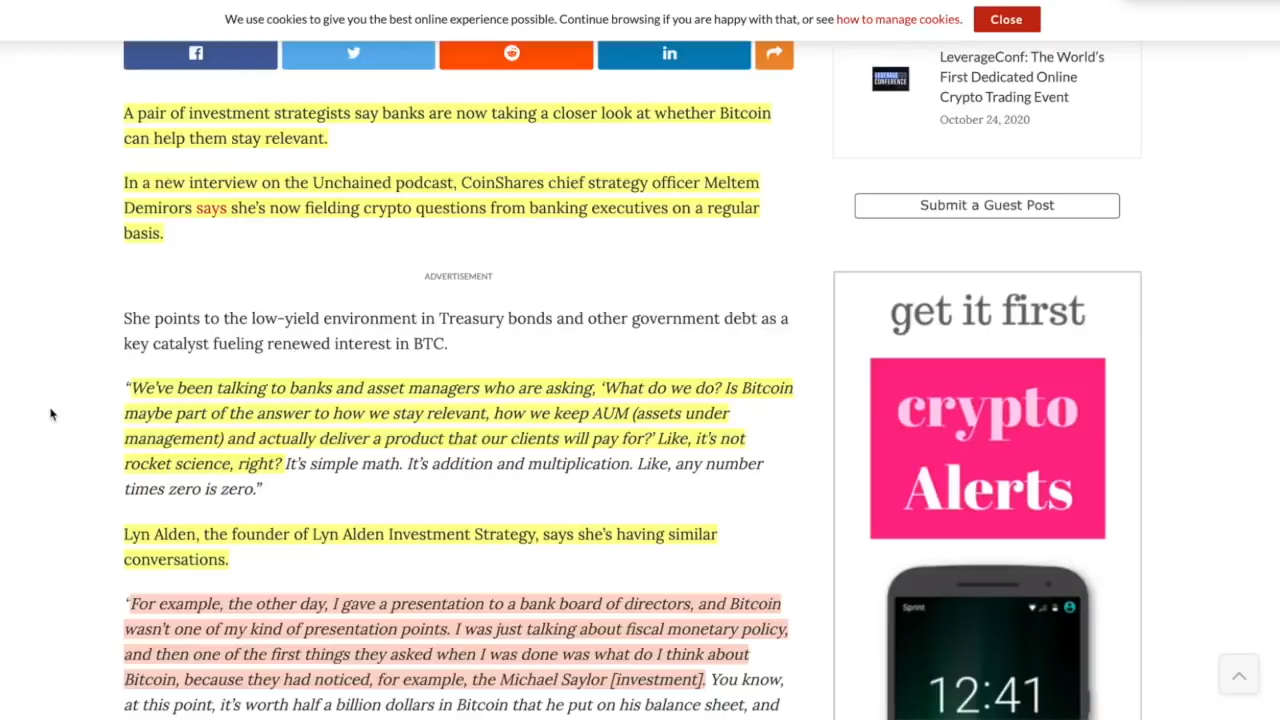 We use cookies to give you the best online experience possible. Continue browsing if you are happy with that, or see how to manage cookies. Close
A pair of investment strategists say banks are now taking a closer look at whether Bitcoin
can help them stay relevant.
In a new interview on the Unchained podcast, CoinShares chief strategy officer Meltem
Demirors says she’s now fielding crypto questions from banking executives on a regular
basis.
ADVERTISEMENT
She points to the low-yield environment in Treasury bonds and other government debt as a
key catalyst fueling renewed interest in BTC.
“We’ve been talking to banks and asset managers who are asking, ‘What do we do? Is Bitcoin
maybe part of the answer to how we stay relevant, how we keep AUM (assets under
management) and actually deliver a product that our clients will pay for?’ Like, it’s not
rocket science, right? It’s simple math. It’s addition and multiplication. Like, any number
times zero is zero.”
Lyn Alden, the founder of Lyn Alden Investment Strategy, says she’s having similar
conversations.
‘For example, the other day, I gave a presentation to a bank board of directors, and Bitcoin
wasn’t one of my kind of presentation points. I was just talking about fiscal monetary policy,
and then one of the first things they asked when I was done was what do I think about
Bitcoin, because they had noticed, for example, the Michael Saylor [investment]. You know,
at this point, it’s worth half a billion dollars in Bitcoin that he put on his balance sheet, and
LEVERAGE
CONFERENCE
LeverageConf: The World’s
First Dedicated Online
Crypto Trading Event
October 24, 2020
Submit a Guest Post
get it first
crypto
Alerts
Sprint
12:41